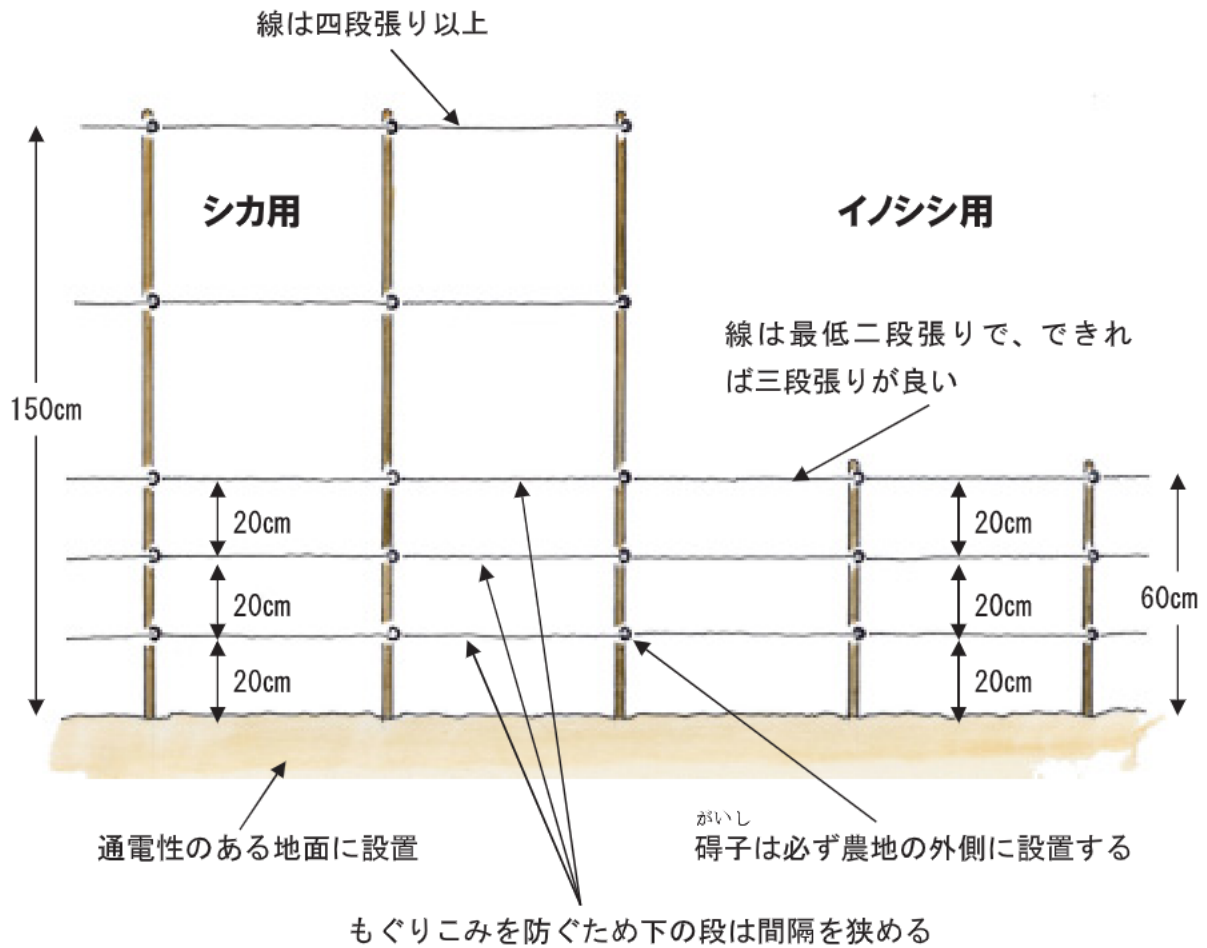 線は四段張り以上
シカ用
イノシシ用
線は最低二段張りで、できれ
ば三段張りが良い
150cm
20cm
20cm
20cm
20cm
20cm
20cm
60cm
通電性のある地面に設置
がいし
碍子は必ず農地の外側に設置する
もぐりこみを防ぐため下の段は間隔を狭める